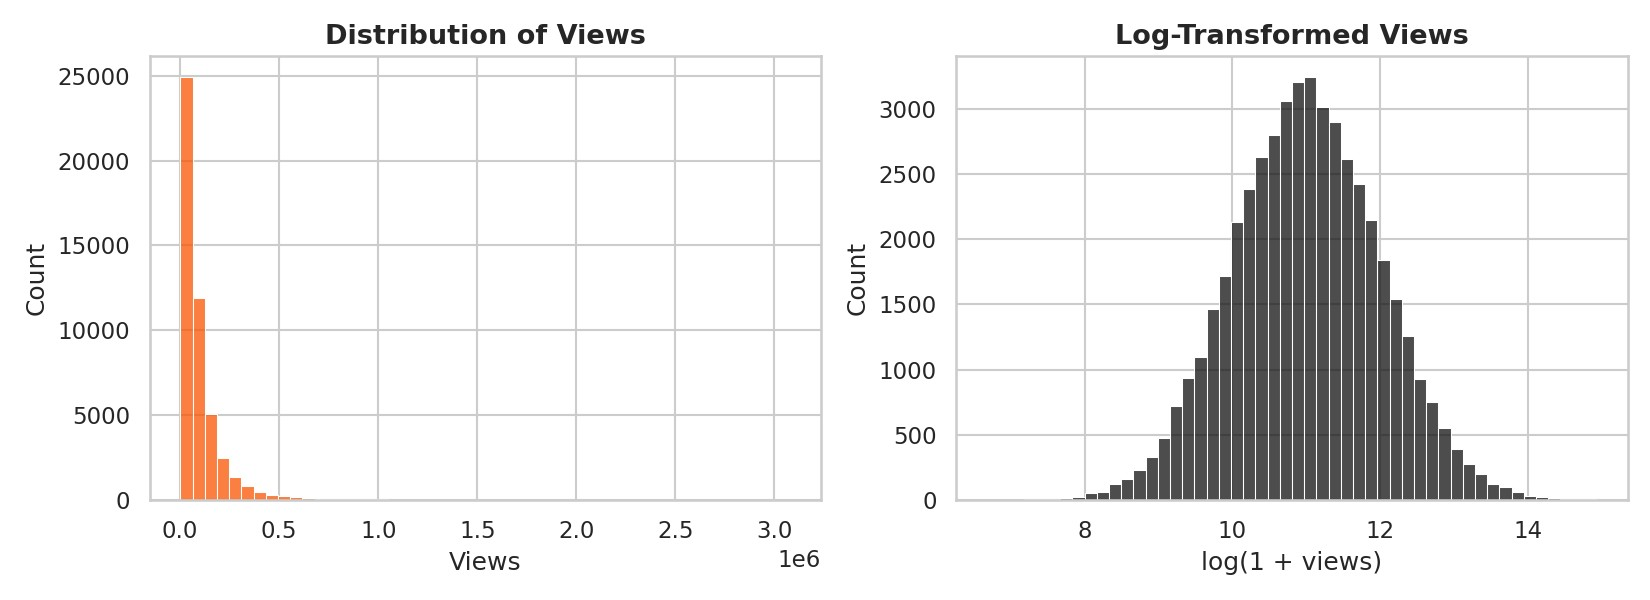 Distribution of Views
25000
20000
15000
10000
5000
0
Count
0.0 0.5 1.0 1.5 2.0 2.5 3.0
1e6
Views
Log-Transformed Views
3000
2500
2000
1500
1000
500
0
Count
8 10 12 14
log(1 + views)